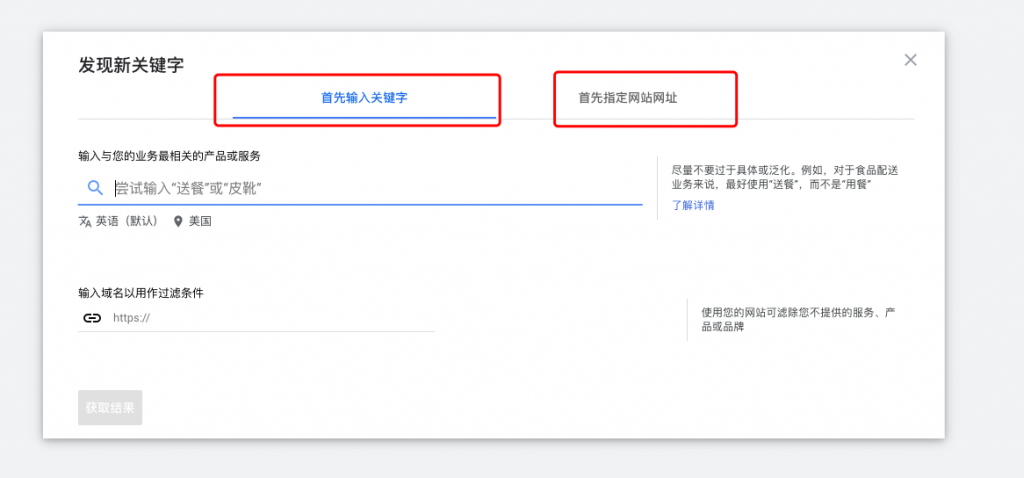 发现新关键字
首先输入关键字
首先指定网站网址
输入与您的业务最相关的产品或服务
尝试输入“送餐”或“皮靴”
英语（默认）
美国
尽量不要过于具体或泛化。例如，对于食品配送
业务来说，最好使用“送餐”，而不是“用餐”
了解详情
输入域名以用作过滤条件
https://
使用您的网站可滤除您不提供的服务、产
品或品牌
获取结果